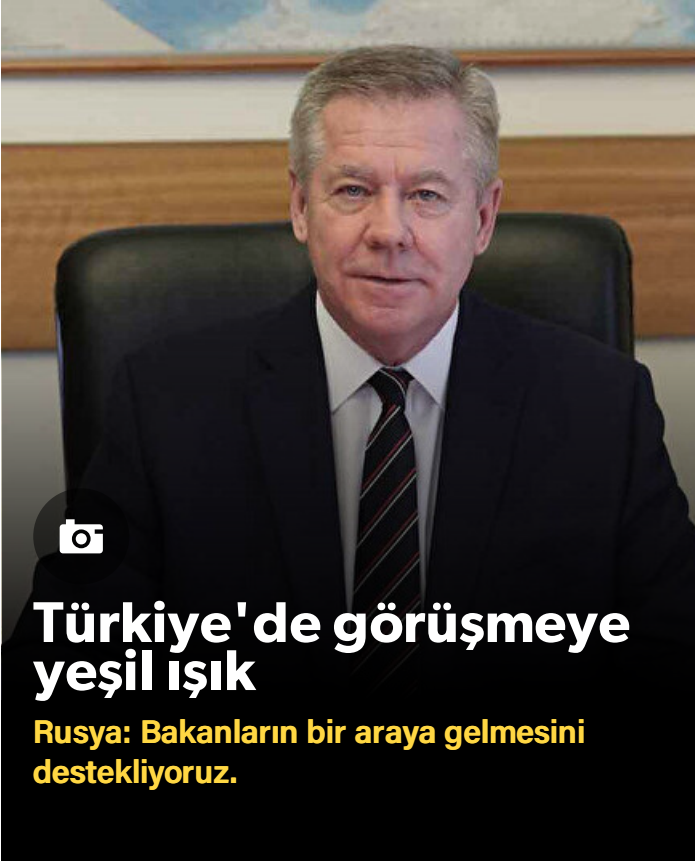 Türkiye'de görüşmeye
yeşil ışık
Rusya: Bakanların bir araya gelmesini
destekliyoruz.